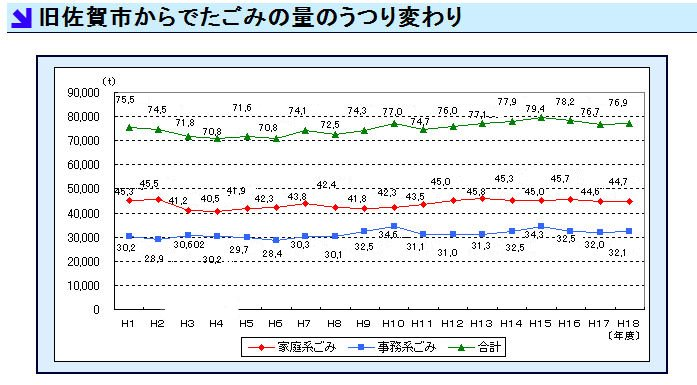 旧佐賀市からでたごみの量のうつり変わり
(t)
90,000
80,000
70,000
60,000
50,000
40,000
30,000
20,000
10,000
0
75,5 74,5 71,8 70,8 71,6 70,8 74,1 72,5 74,3 77,0 74,7 76,0 77,1 77,9 79,4 78,2 76,7 76,9
45,3 45,5 41,2 40,5 41,9 42,3 43,8 42,4 41,8 42,3 43,5 45,0 45,8 45,3 45,0 45,7 44,6 44,7
30,2 28,9 30,602 30,2 29,7 28,4 30,3 30,1 32,5 34,6 31,1 31,0 31,3 32,5 34,3 32,5 32,0 32,1
H1 H2 H3 H4 H5 H6 H7 H8 H9 H10 H11 H12 H13 H14 H15 H16 H17 H18
(年度)
家庭系ごみ 事務系ごみ 合計